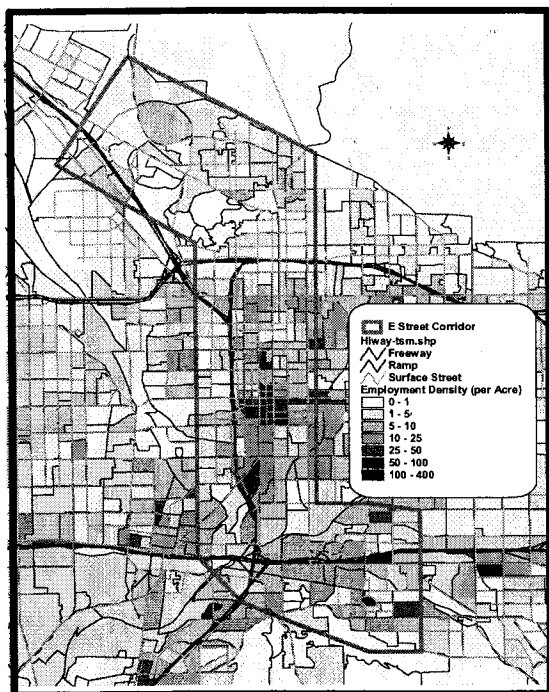 E Street Corridor
Hiway-tsm.shp
Freeway
Ramp
Surface Street
Employment Density (per Acre)
0 - 1
1 - 5
5 - 10
10 - 25
25 - 50
50 - 100
100 - 400